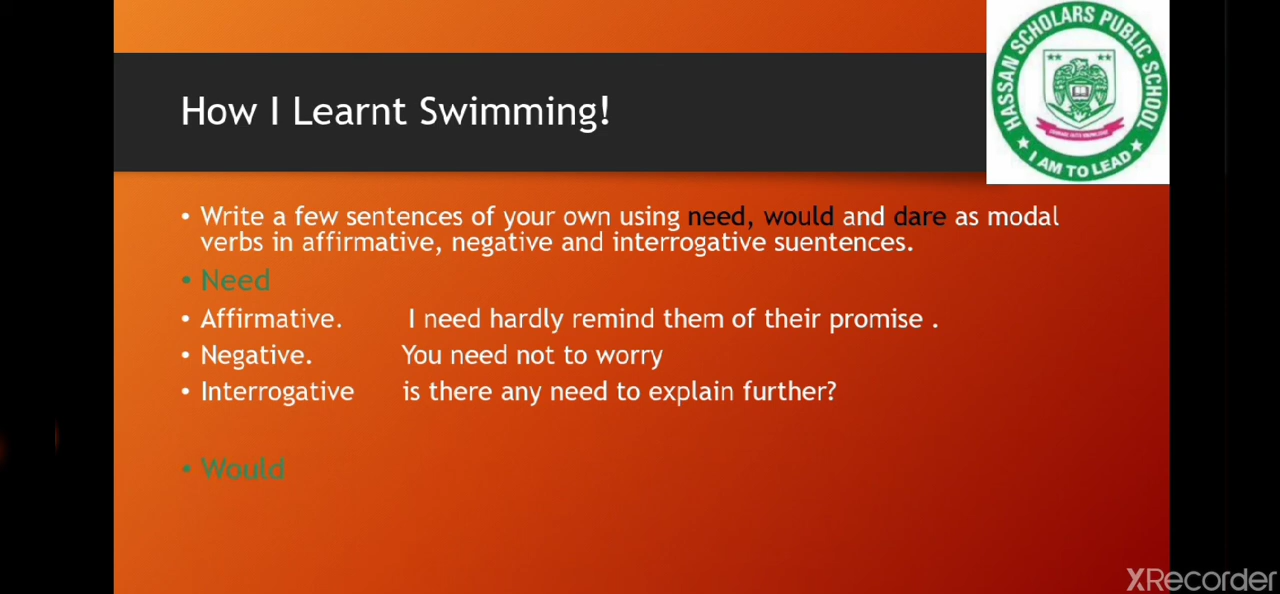 HASSAN SCHOLARS PUBLIC SCHOOL
I AM TO LEAD
How I Learnt Swimming!
• Write a few sentences of your own using need, would and dare as modal
verbs in affirmative, negative and interrogative suentences.
• Need
• Affirmative. I need hardly remind them of their promise .
• Negative. You need not to worry
• Interrogative is there any need to explain further?
• Would
XRecorder